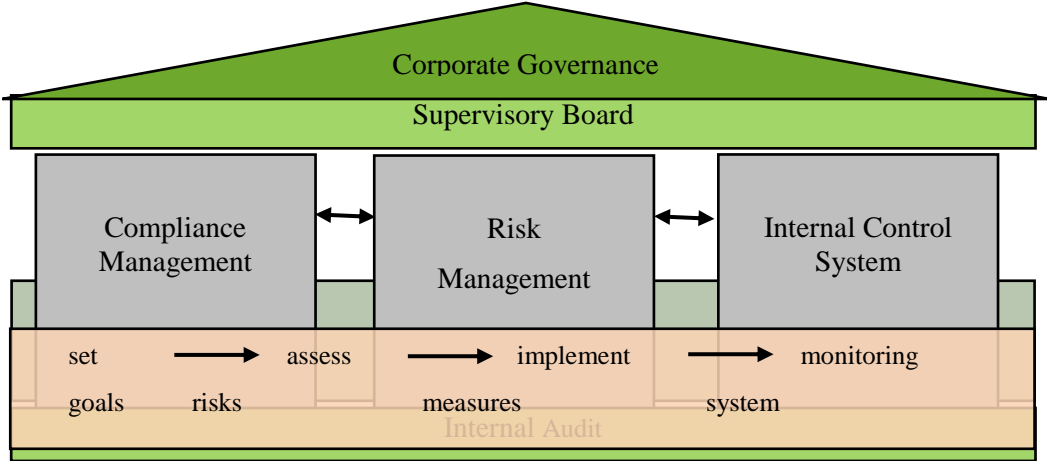 Corporate Governance
Supervisory Board
Compliance
Management
Risk
Management
Internal Control
System
set assess implement monitoring
goals risks measures system
Internal Audit